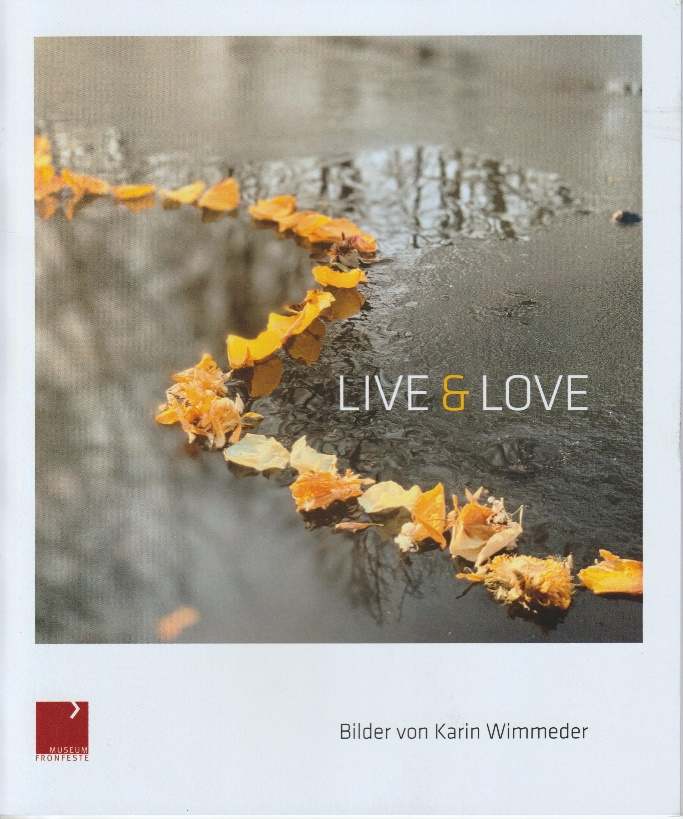 LIVE & LOVE
Bilder von Karin Wimmeder
MUSEUM
FRONFESTE